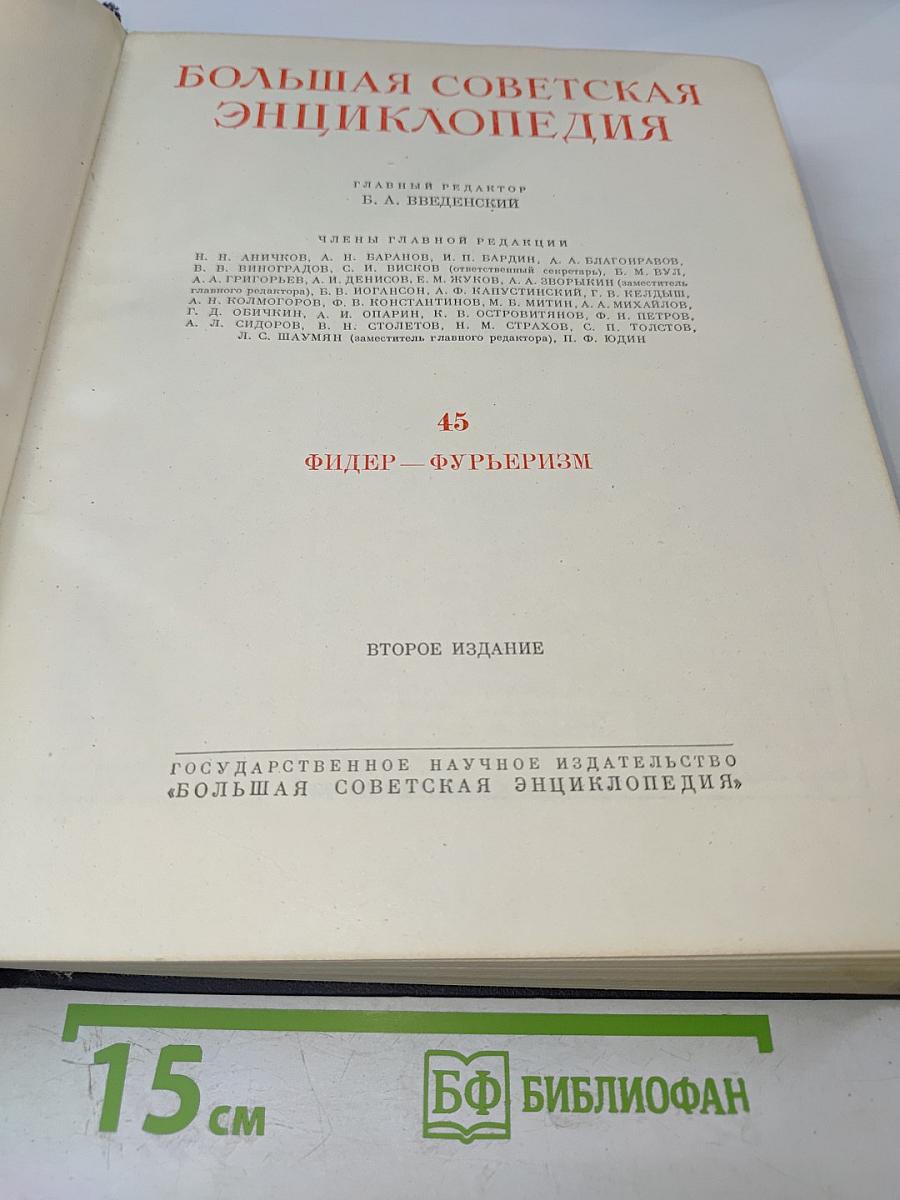 БОЛЬШАЯ СОВЕТСКАЯ
ЭНЦИКЛОПЕДИЯ
ГЛАВНЫЙ РЕДАКТОР
Б. А. ВВЕДЕНСКИЙ
ЧЛЕНЫ ГЛАВНОЙ РЕДАКЦИИ
Н. Н. АНИЧКОВ, А. Н. БАРАНОВ, И. П. БАРДИН, А. А. БЛАГОНРАВОВ,
В. В. ВИНОГРАДОВ, С. И. ВИСКОВ (ответственный секретарь), Б. М. ВУЛ,
А. А. ГРИГОРЬЕВ, А. И. ДЕНИСОВ, Е. М. ЖУКОВ, А. А. ЗВОРЫКИН (заместитель
главного редактора), Б. В. ИОГАНСОН, А. Ф. КАПУСТИНСКИЙ, Г. В. КЕЛДЫШ,
А. Н. КОЛМОГОРОВ, Ф. В. КОНСТАНТИНОВ, М. Б. МИТИН, А. А. МИХАЙЛОВ,
Г. Д. ОБИЧКИН, А. И. ОПАРИН, К. В. ОСТРОВИТЯНОВ, Ф. Н. ПЕТРОВ,
А. Л. СИДОРОВ, В. Н. СТОЛЕТОВ, Н. М. СТРАХОВ, С. П. ТОЛСТОВ,
Л. С. ШАУМЯН (заместитель главного редактора), П. Ф. ЮДИН
45
ФИДЕР — ФУРЬЕРИЗМ
ВТОРОЕ ИЗДАНИЕ
ГОСУДАРСТВЕННОЕ НАУЧНОЕ ИЗДАТЕЛЬСТВО
«БОЛЬШАЯ СОВЕТСКАЯ ЭНЦИКЛОПЕДИЯ»
15 см
БФ БИБЛИОФАН